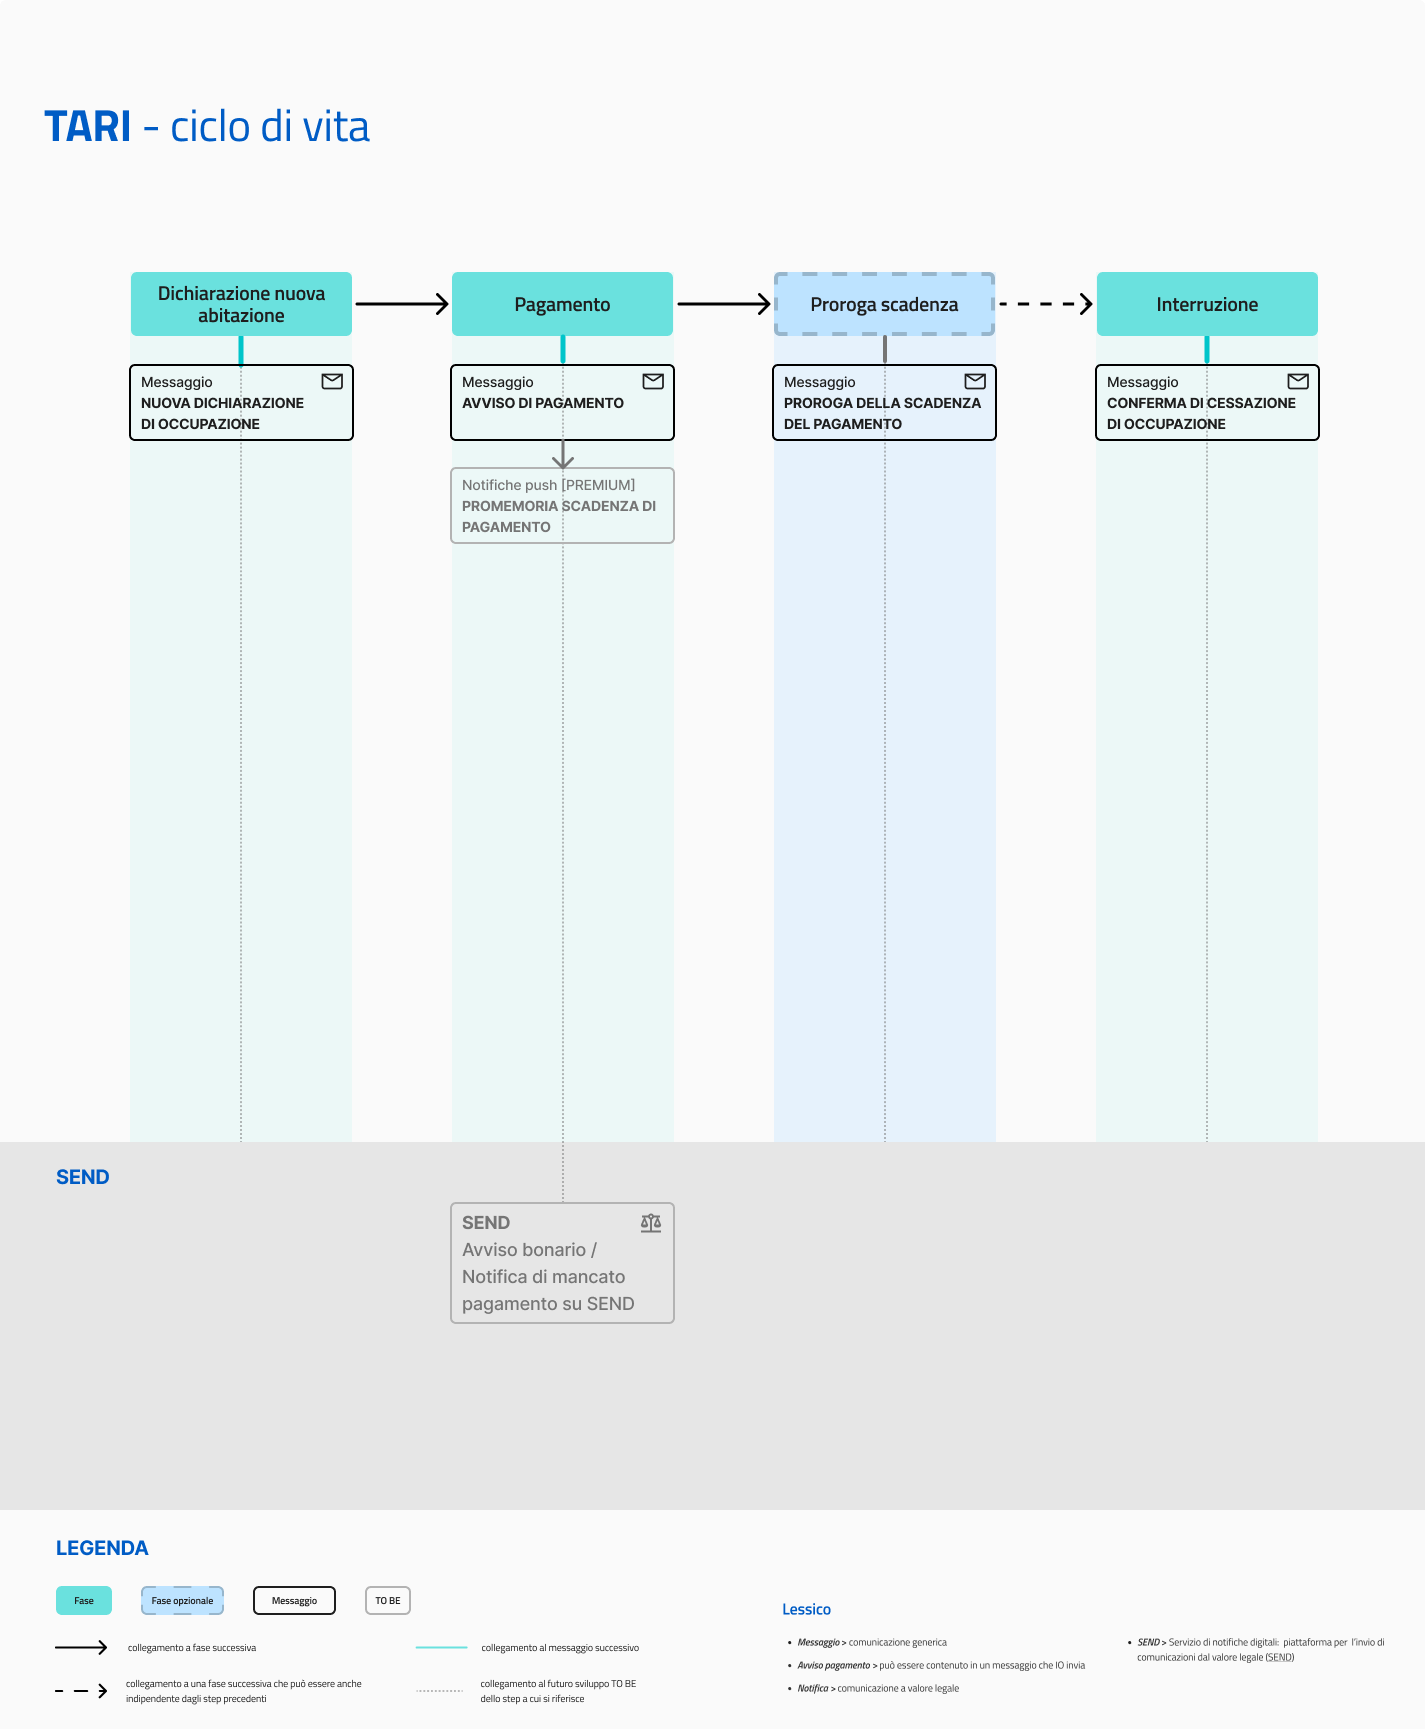 TARI - ciclo di vita
Dichiarazione nuova
abitazione
Pagamento
Proroga scadenza
Interruzione
Messaggio
NUOVA DICHIARAZIONE
DI OCCUPAZIONE
Messaggio
AVVISO DI PAGAMENTO
Messaggio
PROROGA DELLA SCADENZA
DEL PAGAMENTO
Messaggio
CONFERMA DI CESSAZIONE
DI OCCUPAZIONE
Notifiche push [PREMIUM]
PROMEMORIA SCADENZA DI
PAGAMENTO
SEND
SEND
Avviso bonario /
Notifica di mancato
pagamento su SEND
LEGENDA
Fase
Fase opzionale
Messaggio
TO BE
collegamento a fase successiva
collegamento al messaggio successivo
collegamento a una fase successiva che può essere anche
indipendente dagli step precedenti
collegamento al futuro sviluppo TO BE
dello step a cui si riferisce
Lessico
• Messaggio > comunicazione generica
• Avviso pagamento > può essere contenuto in un messaggio che IO invia
• Notifica > comunicazione a valore legale
• SEND > Servizio di notifiche digitali: piattaforma per l'invio di
comunicazioni dal valore legale (SEND)